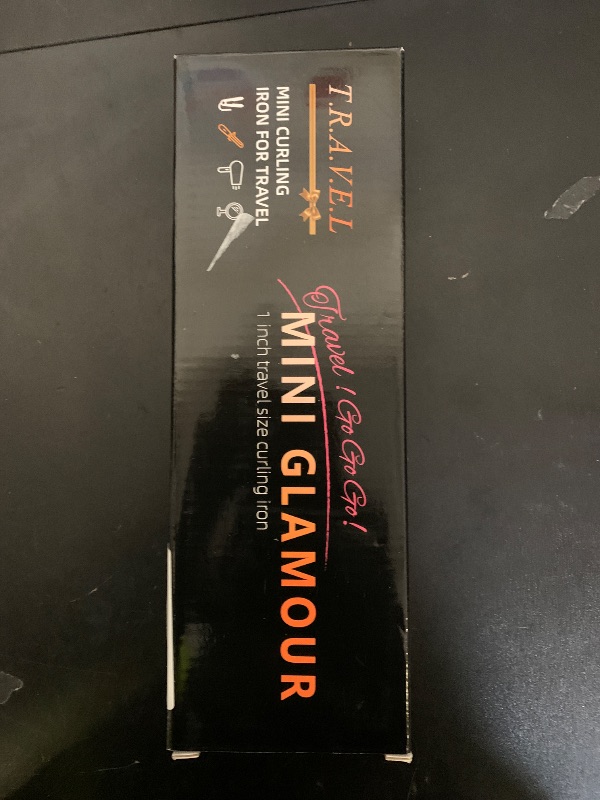 T.R.A.V.E.L
MINI CURLING
IRON FOR TRAVEL
Travel ! Go Go Go!
MINI GLAMOUR
1 inch travel size curling iron